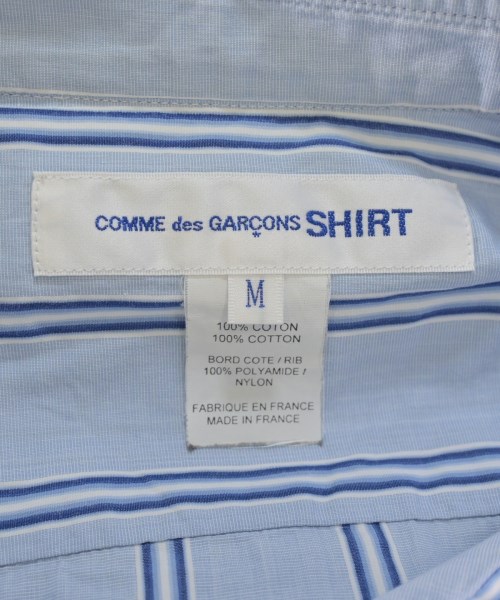 COMME des GARÇONS SHIRT
M
100% COTON
100% COTTON
BORD COTE / RIB
100% POLYAMIDE /
NYLON
FABRIQUE EN FRANCE
MADE IN FRANCE